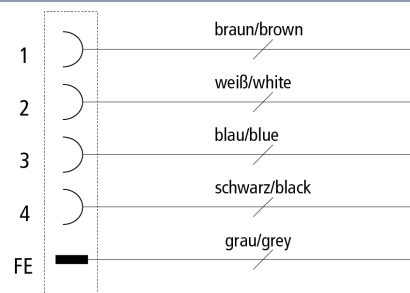 1 braun/brown
2 weiß/white
3 blau/blue
4 schwarz/black
FE grau/grey